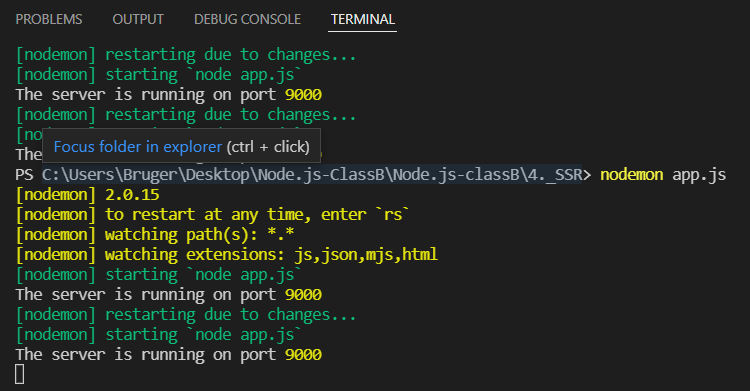 PROBLEMS OUTPUT DEBUG CONSOLE TERMINAL
[nodemon] restarting due to changes...
[nodemon] starting `node app.js`
The server is running on port 9000
[nodemon] restarting due to changes...
Focus folder in explorer (ctrl + click)
PS C:\Users\Bruger\Desktop\Node.js-ClassB\Node.js-classB\4._SSR> nodemon app.js
[nodemon] 2.0.15
[nodemon] to restart at any time, enter `rs`
[nodemon] watching path(s): *.*
[nodemon] watching extensions: js,json,mjs,html
[nodemon] starting `node app.js`
The server is running on port 9000
[nodemon] restarting due to changes...
[nodemon] starting `node app.js`
The server is running on port 9000